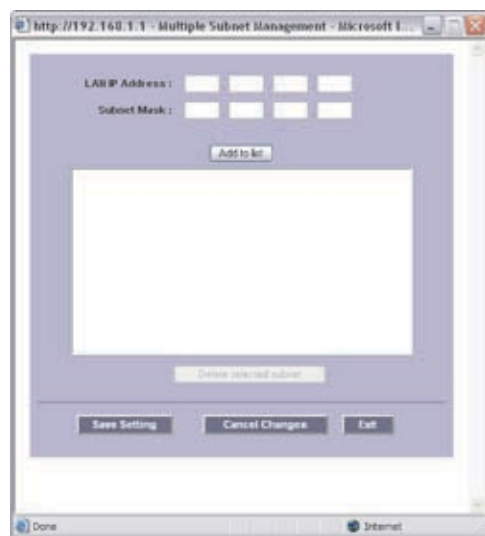 http://192.168.1.1 - Multiple Subnet Management - Microsoft I...
LAN IP Address :
Subnet Mask :
Add to list
Delete selected subnet
Save Setting
Cancel Changes
Exit
Done
Internet